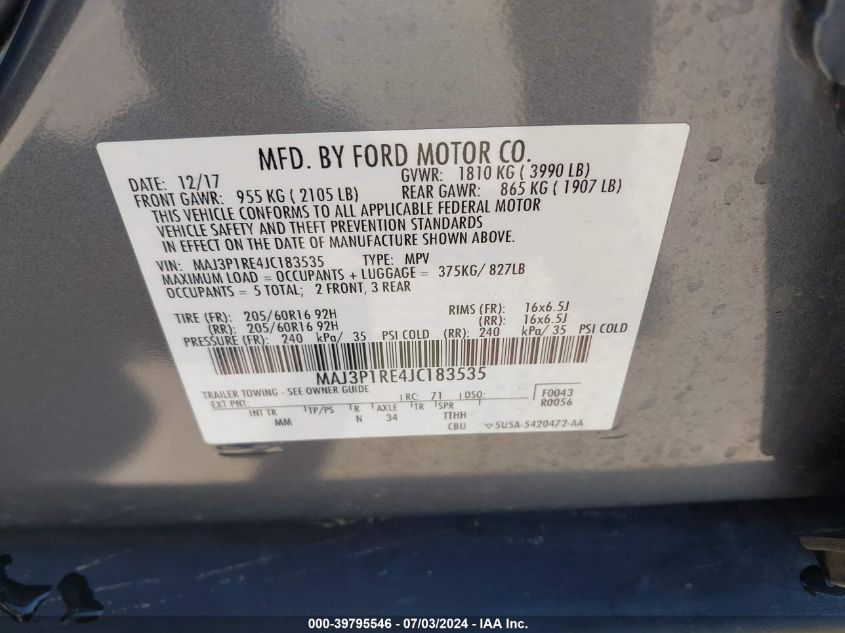 MFD. BY FORD MOTOR CO.
DATE: 12/17 GVWR: 1810 KG ( 3990 LB)
FRONT GAWR: 955 KG ( 2105 LB) REAR GAWR: 865 KG ( 1907 LB)
THIS VEHICLE CONFORMS TO ALL APPLICABLE FEDERAL MOTOR
VEHICLE SAFETY AND THEFT PREVENTION STANDARDS
IN EFFECT ON THE DATE OF MANUFACTURE SHOWN ABOVE.
VIN: MAJ3P1RE4JC183535 TYPE: MPV
MAXIMUM LOAD = OCCUPANTS + LUGGAGE = 375KG/ 827LB
OCCUPANTS = 5 TOTAL; 2 FRONT, 3 REAR
TIRE (FR): 205/60R16 92H RIMS (FR): 16x6.5J
(RR): 205/60R16 92H (RR): 16x6.5J
PRESSURE (FR): 240 kPa/ 35 PSI COLD (RR): 240 kPa/ 35 PSI COLD
MAJ3P1RE4JC183535
TRAILER TOWING - SEE OWNER GUIDE
EXT PNT: RC: 71 DSO: F0043
R0056
INT TR TP/PS R AXLE TR SPR
MM N 34 TTHH
CBU 5U5A-5420472-AA
000-39795546 - 07/03/2024 - IAA Inc.